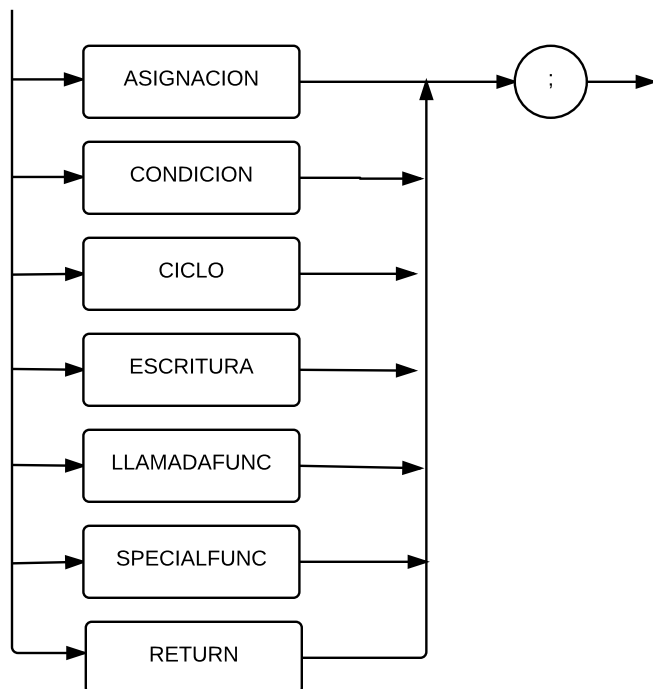 ASIGNACION
;
CONDICION
CICLO
ESCRITURA
LLAMADAFUNC
SPECIALFUNC
RETURN